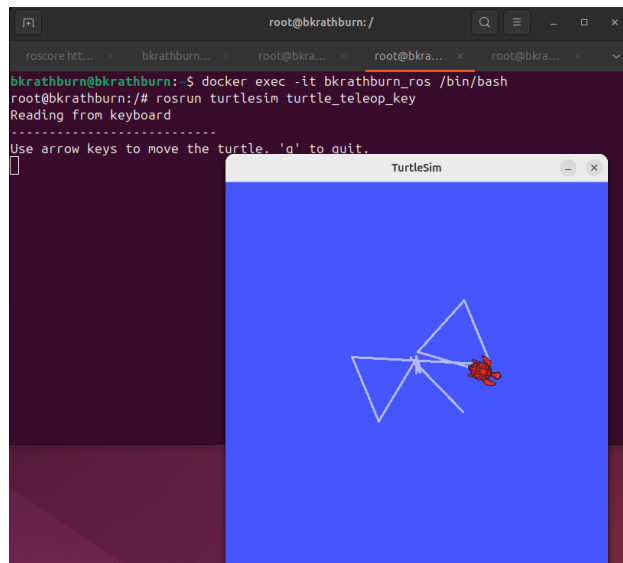 root@bkrathburn: /
roscore htt... bkrathburn... root@bkra... root@bkra... root@bkra...
bkrathburn@bkrathburn:~$ docker exec -it bkrathburn_ros /bin/bash
root@bkrathburn:/# rosrun turtlesim turtle_teleop_key
Reading from keyboard
---------------------------
Use arrow keys to move the turtle. 'q' to quit.
TurtleSim